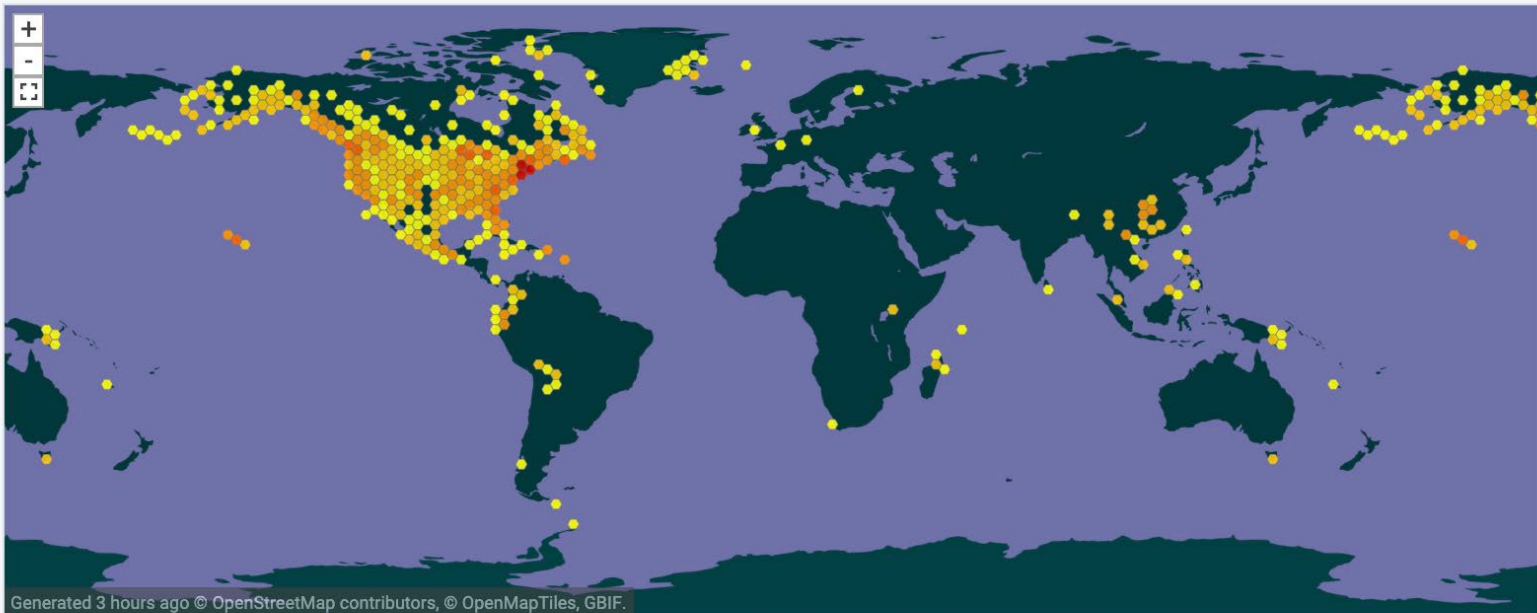 +
-
Generated 3 hours ago © OpenStreetMap contributors, © OpenMapTiles, GBIF.